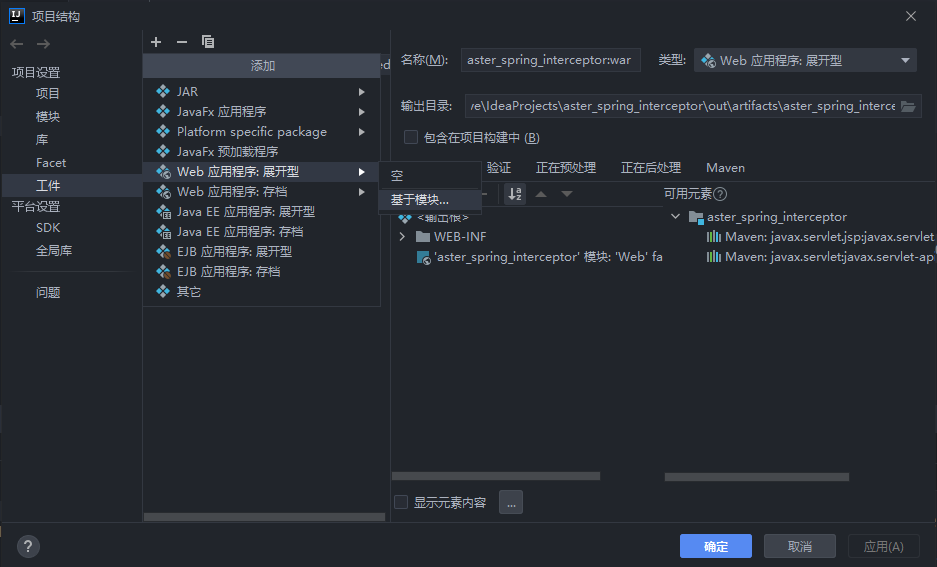 项目结构
项目设置
项目
模块
库
Facet
工件
平台设置
SDK
全局库
问题
添加
JAR
JavaFx 应用程序
Platform specific package
JavaFx 预加载程序
Web 应用程序: 展开型
Web 应用程序: 存档
Java EE 应用程序: 展开型
Java EE 应用程序: 存档
EJB 应用程序: 展开型
EJB 应用程序: 存档
其它
空
基于模块...
ed
名称(M):
aster_spring_interceptor:war
类型:
Web 应用程序: 展开型
输出目录:
ve\IdeaProjects\aster_spring_interceptor\out\artifacts\aster_spring_interce
包含在项目构建中 (B)
验证
正在预处理
正在后处理
Maven
可用元素
<输出根>
WEB-INF
'aster_spring_interceptor' 模块: 'Web' fa
aster_spring_interceptor
Maven: javax.servlet.jsp:javax.servlet
Maven: javax.servlet:javax.servlet-ap
显示元素内容
...
?
确定
取消
应用(A)